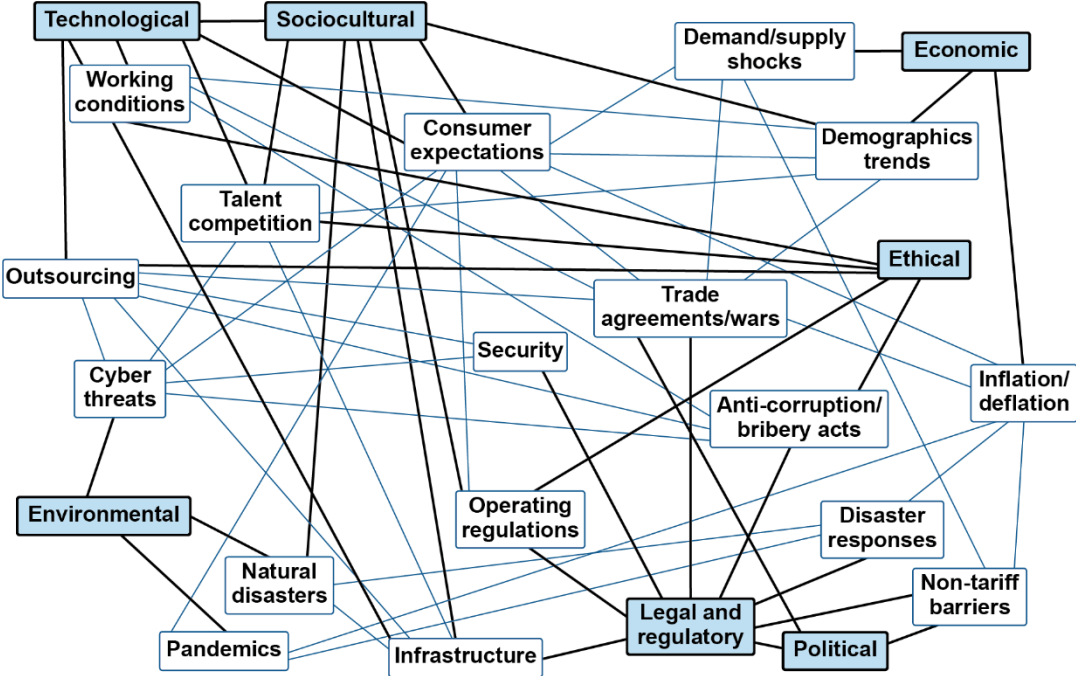 Technological
Sociocultural
Demand/supply
shocks
Economic
Working
conditions
Consumer
expectations
Demographics
trends
Talent
competition
Ethical
Outsourcing
Trade
agreements/wars
Security
Cyber
threats
Inflation/
deflation
Anti-corruption/
bribery acts
Environmental
Operating
regulations
Disaster
responses
Natural
disasters
Non-tariff
barriers
Legal and
regulatory
Pandemics
Infrastructure
Political